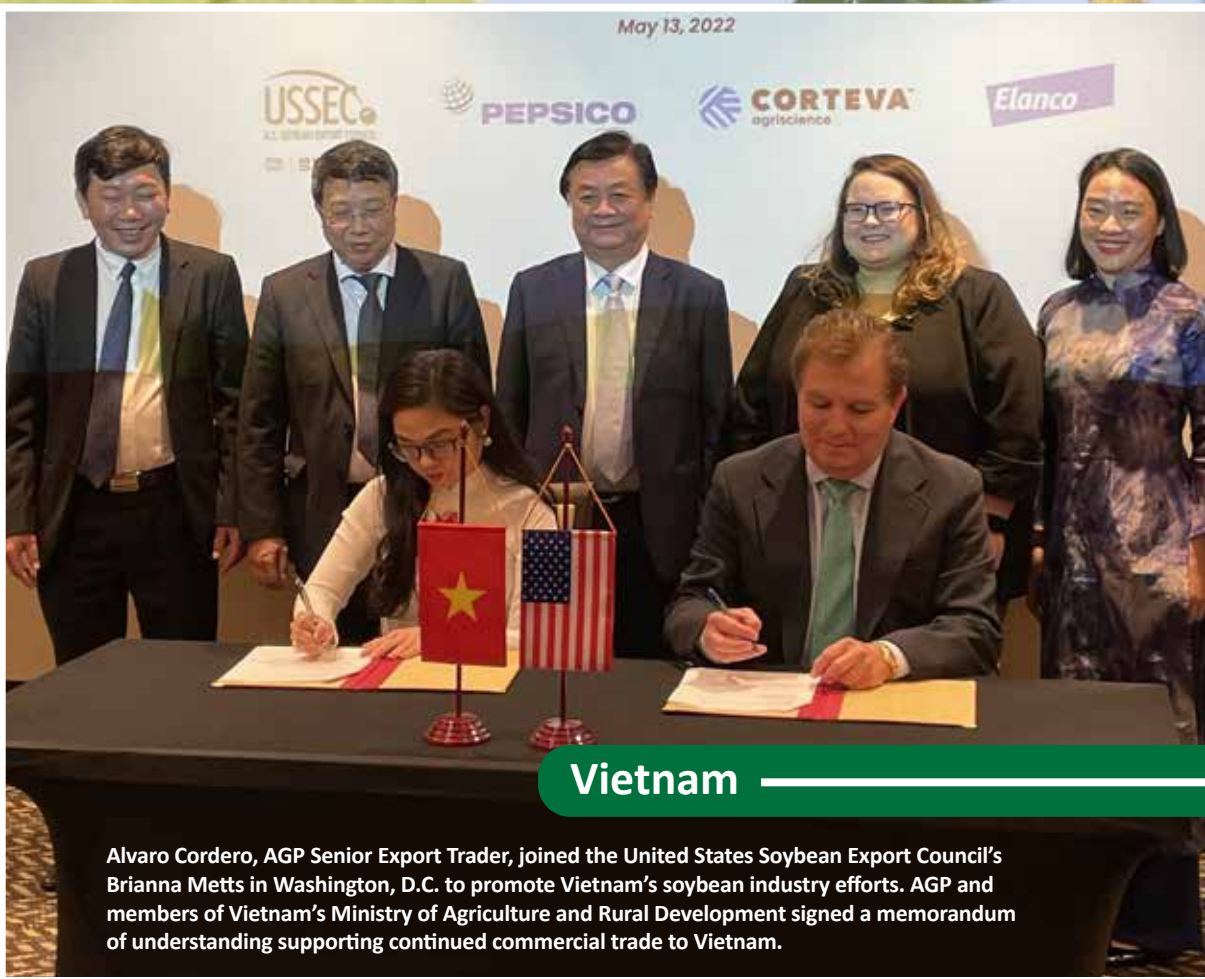 May 13, 2022
USSEC
U.S. SOYBEAN EXPORT COUNCIL
PEPSICO
CORTEVA™
agriscience
Elanco
Vietnam
Alvaro Cordero, AGP Senior Export Trader, joined the United States Soybean Export Council’s
Brianna Metts in Washington, D.C. to promote Vietnam’s soybean industry efforts. AGP and
members of Vietnam’s Ministry of Agriculture and Rural Development signed a memorandum
of understanding supporting continued commercial trade to Vietnam.